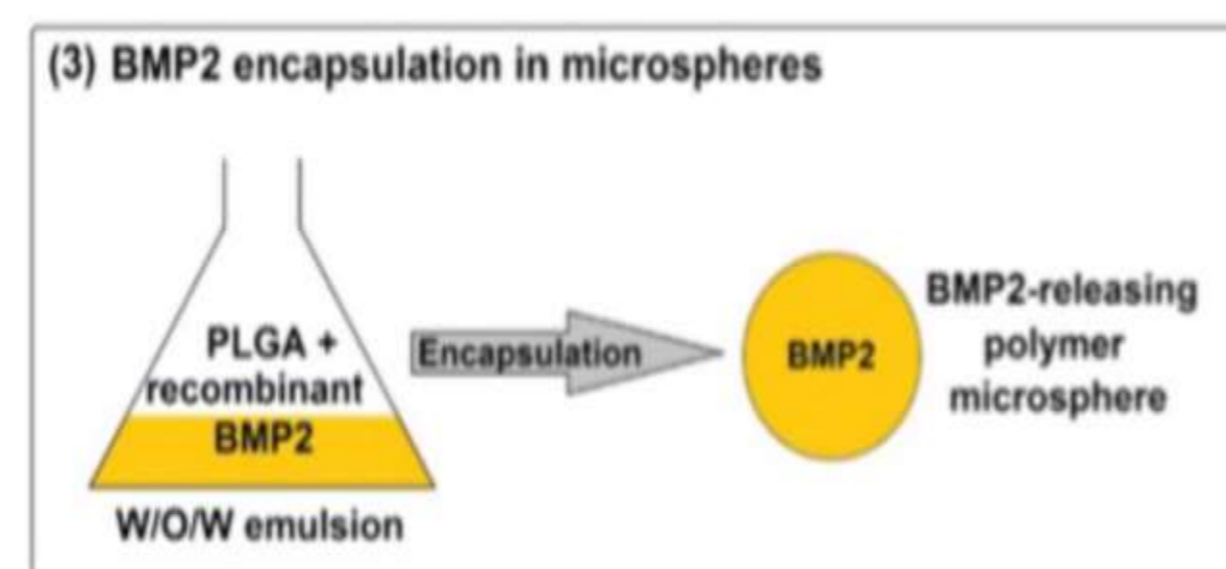 (3) BMP2 encapsulation in microspheres
PLGA +
recombinant
BMP2
W/O/W emulsion
Encapsulation
BMP2
BMP2-releasing
polymer
microsphere